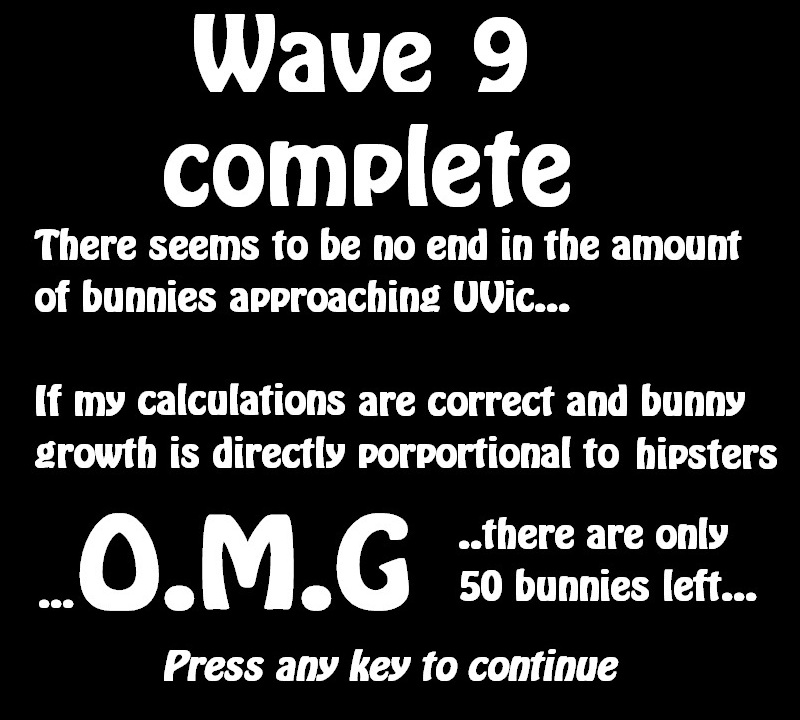 Wave 9
complete
There seems to be no end in the amount
of bunnies approaching UVic...
If my calculations are correct and bunny
growth is directly porportional to hipsters
...O.M.G
..there are only
50 bunnies left...
Press any key to continue